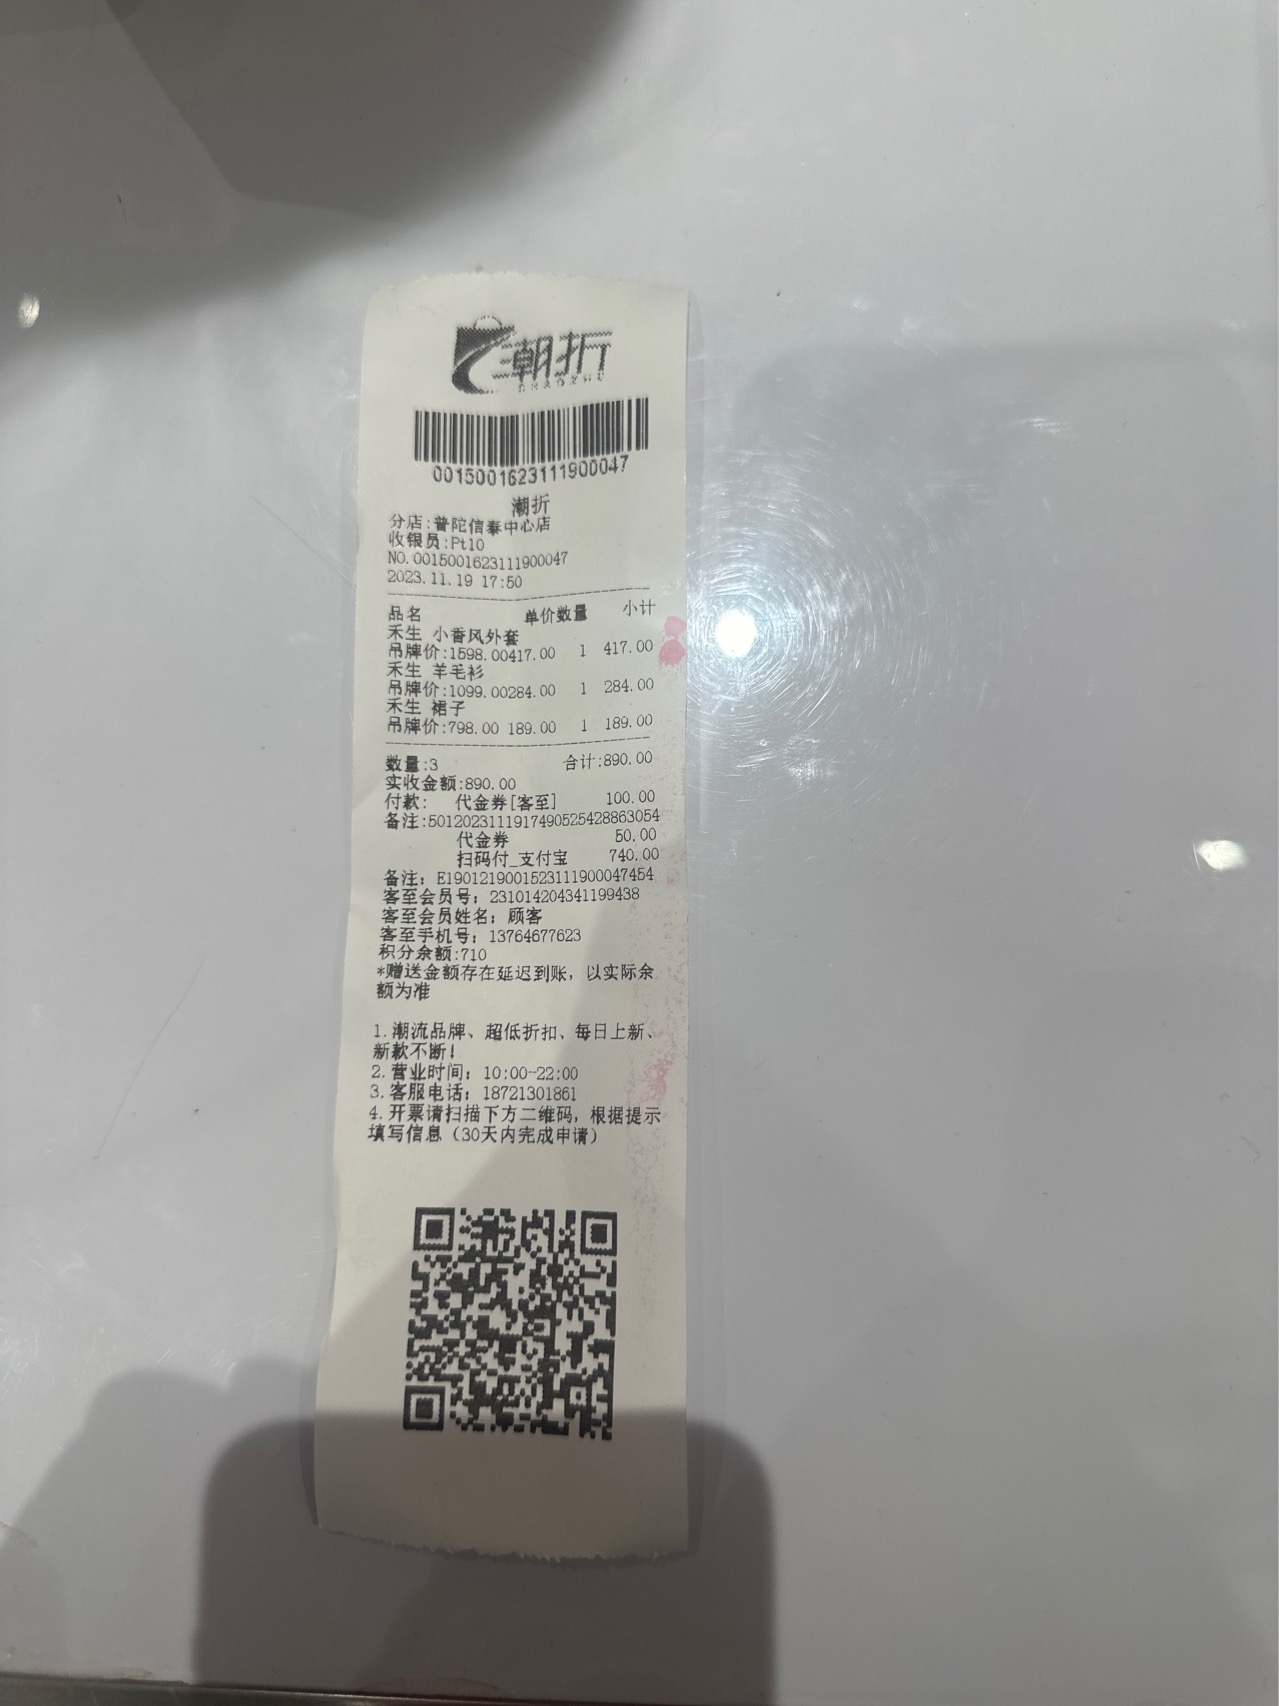 潮折
CHAOZHE
0015001623111900047
潮折
分店:普陀信泰中心店
收银员:Pt10
NO.0015001623111900047
2023.11.19 17:50
品名 单价数量 小计
禾生 小香风外套
吊牌价:1598.00417.00 1 417.00
禾生 羊毛衫
吊牌价:1099.00284.00 1 284.00
禾生 裙子
吊牌价:798.00 189.00 1 189.00
数量:3 合计:890.00
实收金额:890.00
付款: 代金券[客至] 100.00
备注:5012023111917490525428863054
代金券 50.00
扫码付_支付宝 740.00
备注: E1901219001523111900047454
客至会员号: 231014204341199438
客至会员姓名: 顾客
客至手机号: 13764677623
积分余额:710
*赠送金额存在延迟到账，以实际余
额为准
1.潮流品牌、超低折扣、每日上新、
新款不断!
2.营业时间: 10:00-22:00
3.客服电话: 18721301861
4.开票请扫描下方二维码, 根据提示
填写信息（30天内完成申请）